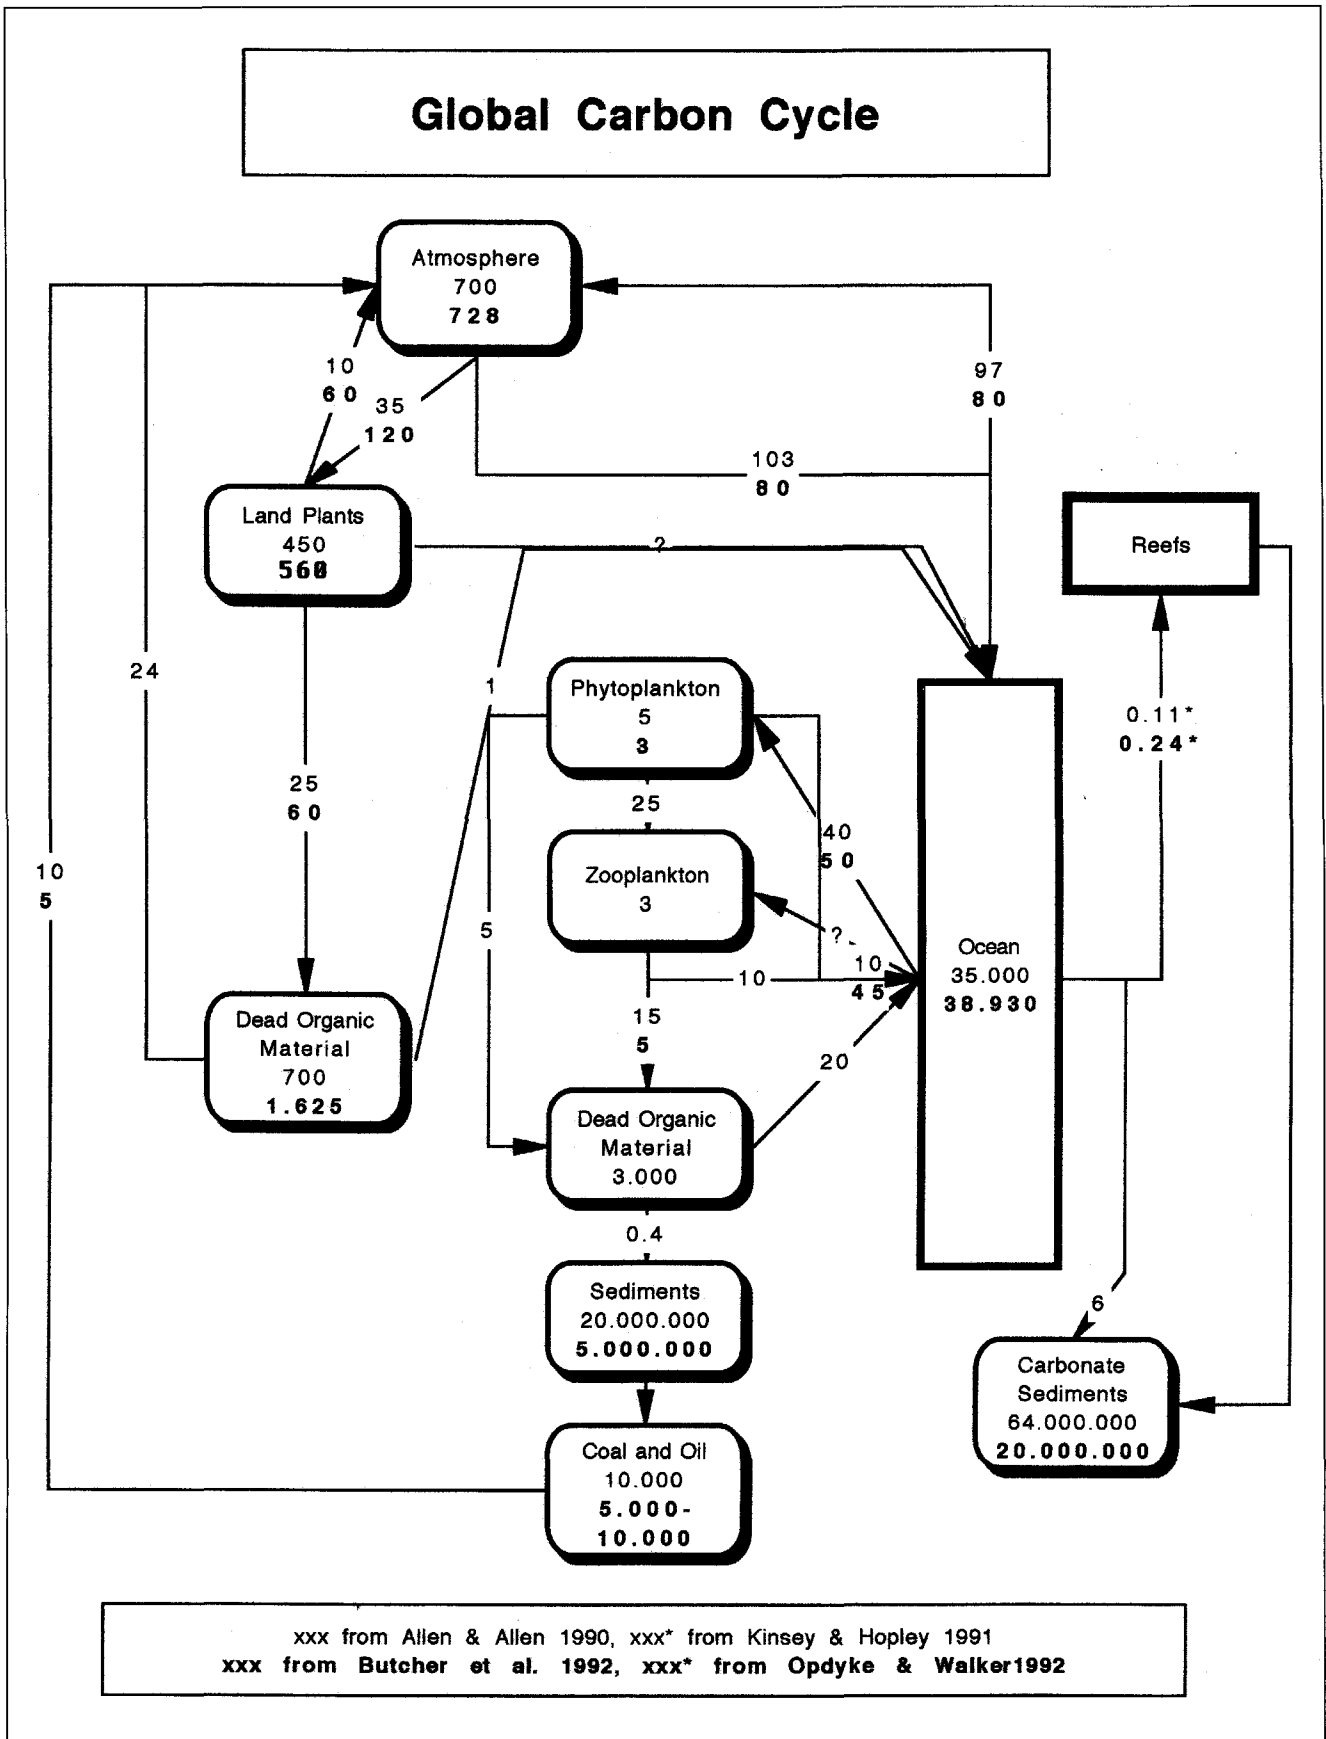 Global Carbon Cycle
Atmosphere
700
728
10
60
35
120
97
80
103
80
Land Plants
450
?
Reefs
24
1
Phytoplankton
5
3
0.11*
0.24*
25
60
25
40
50
10
5
Zooplankton
3
5
?
10
45
10
Ocean
35.000
38.930
Dead Organic
Material
700
1.625
15
5
20
Dead Organic
Material
3.000
0.4
Sediments
20.000.000
5.000.000
6
Carbonate
Sediments
64.000.000
20.000.000
Coal and Oil
10.000
5.000-
10.000
xxx from Allen & Allen 1990, xxx* from Kinsey & Hopley 1991
xxx from Butcher et al. 1992, xxx* from Opdyke & Walker1992